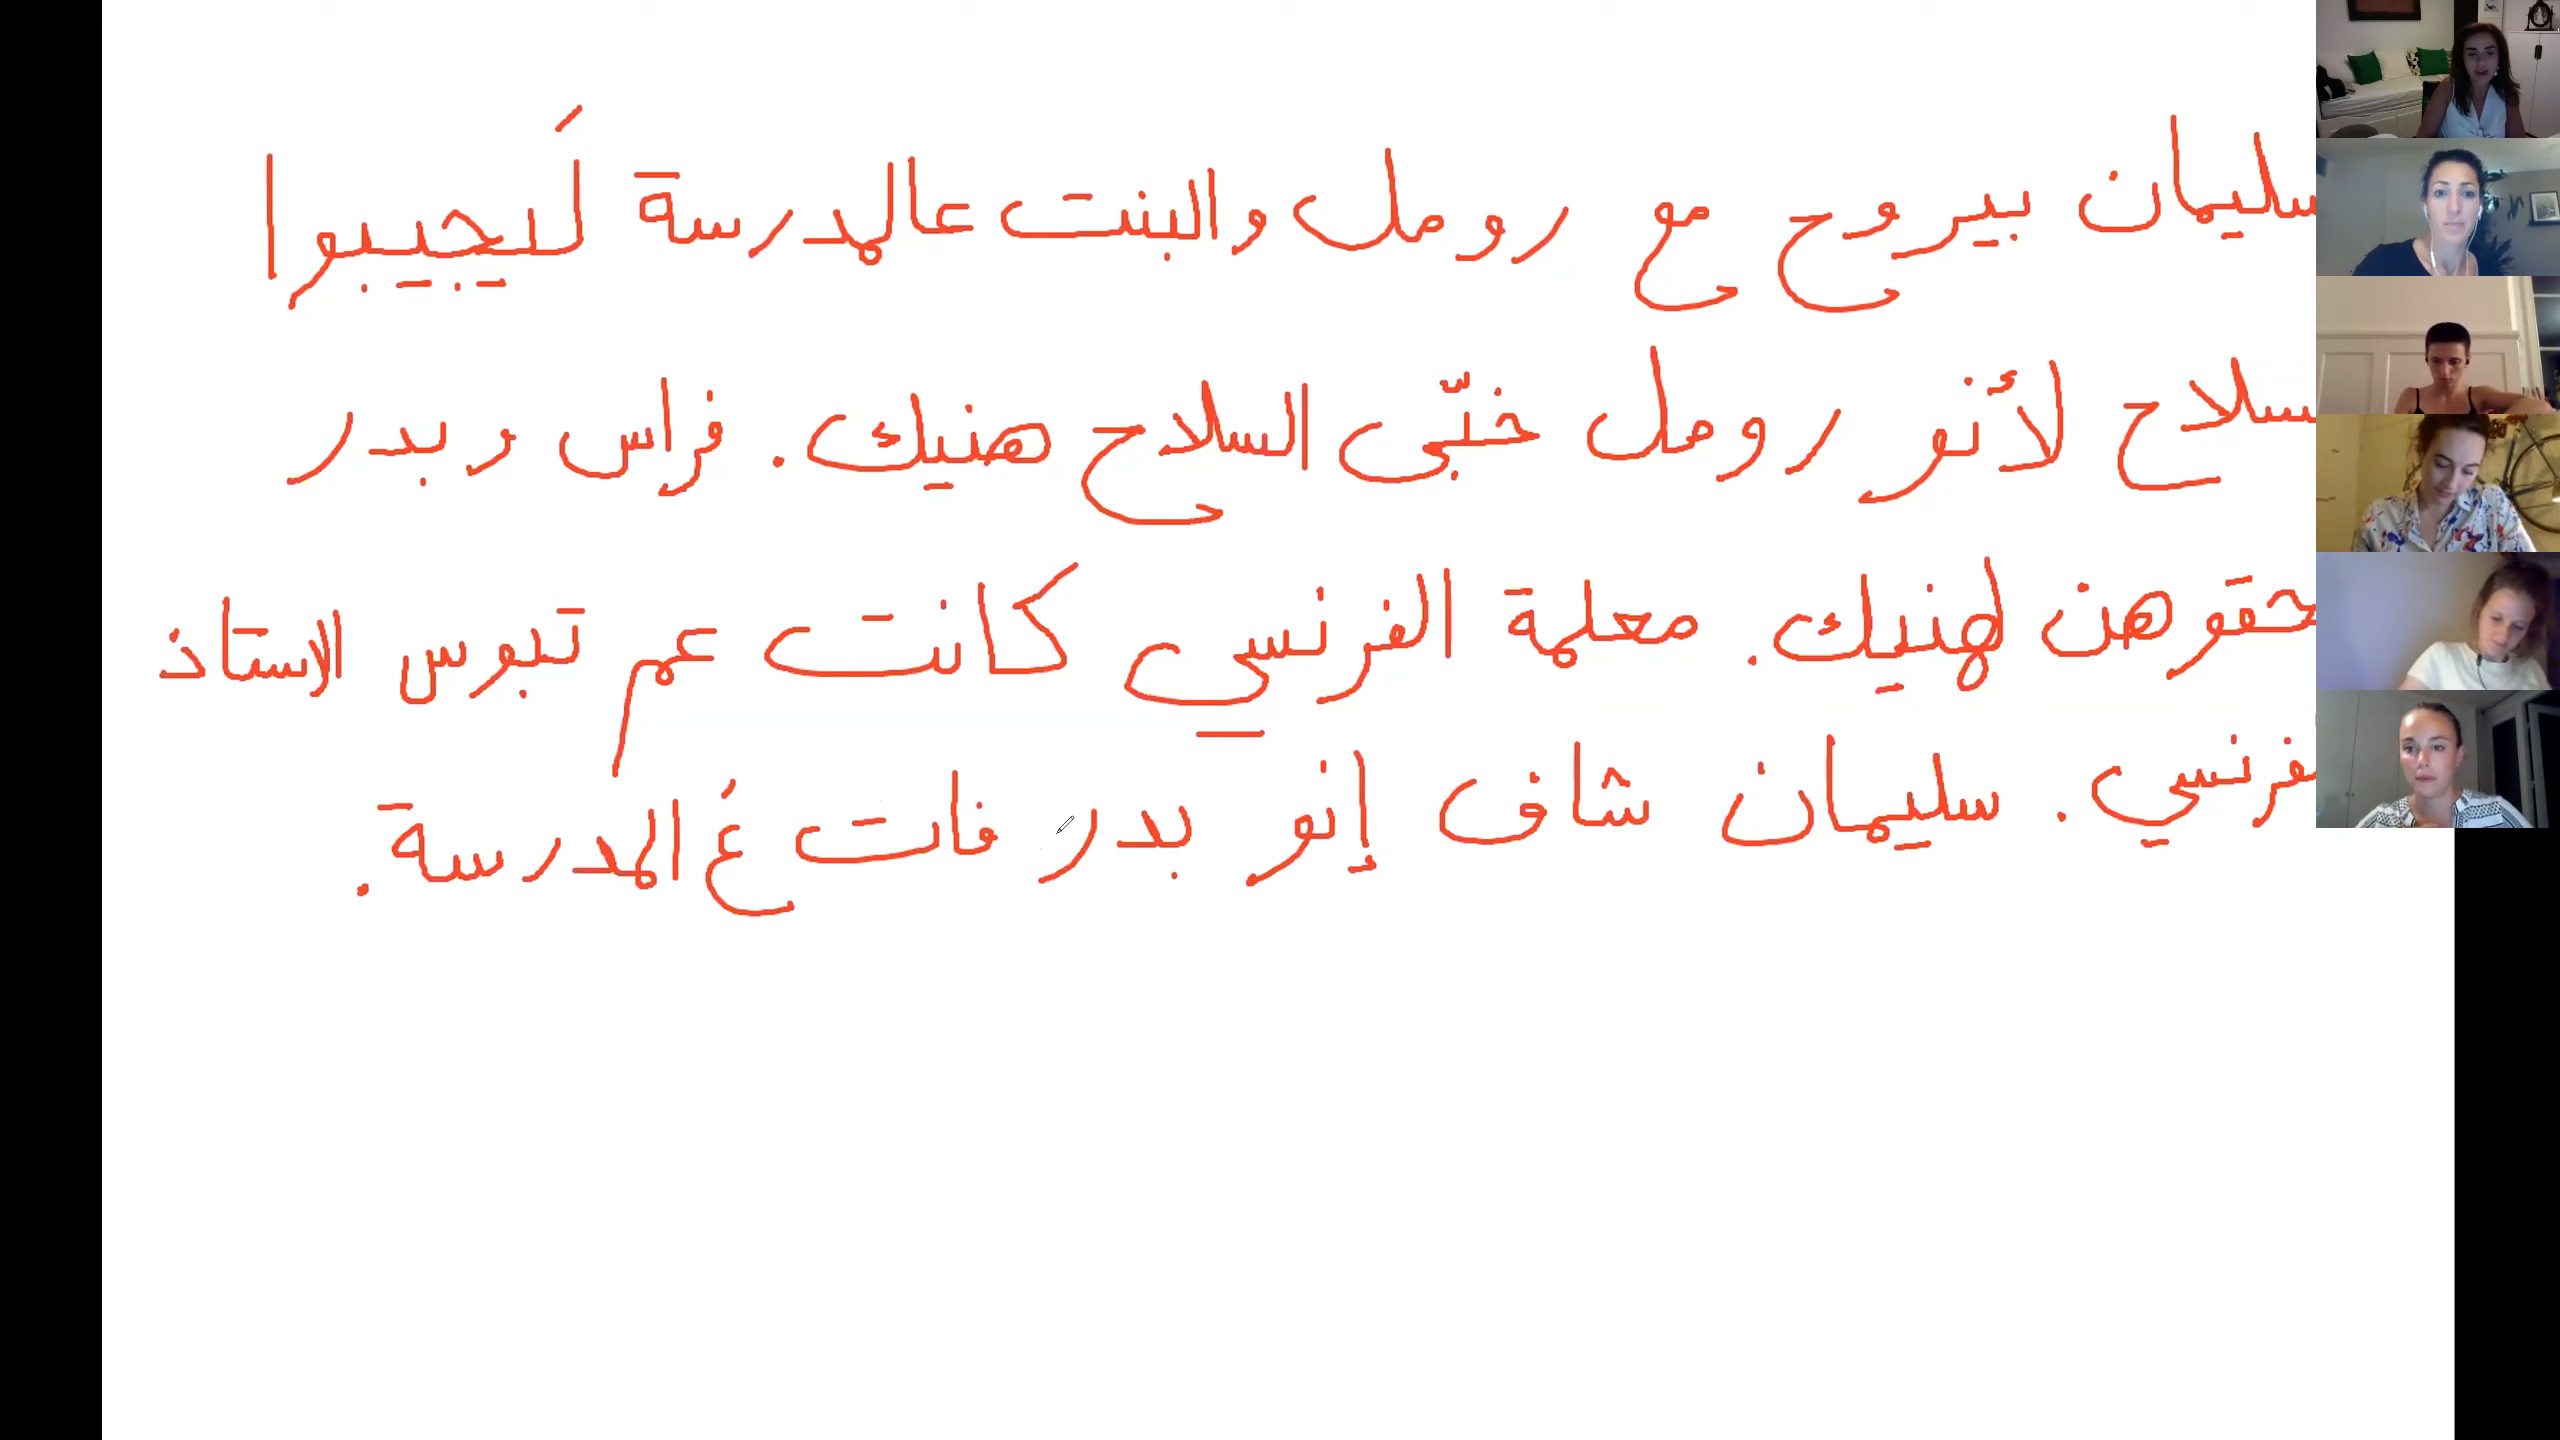 سليمان بيروح مع رومل والبنت عالمدرسة لَيجيبوا
سلاح لأنو رومل خبّى السلاح هنيك. فراس و بدر
حقوهن لهنيك. معلمة الفرنسي كانت عم تبوس الاستاذ
فرنسي. سليمان شاف إنو بدر فات عَ المدرسة.